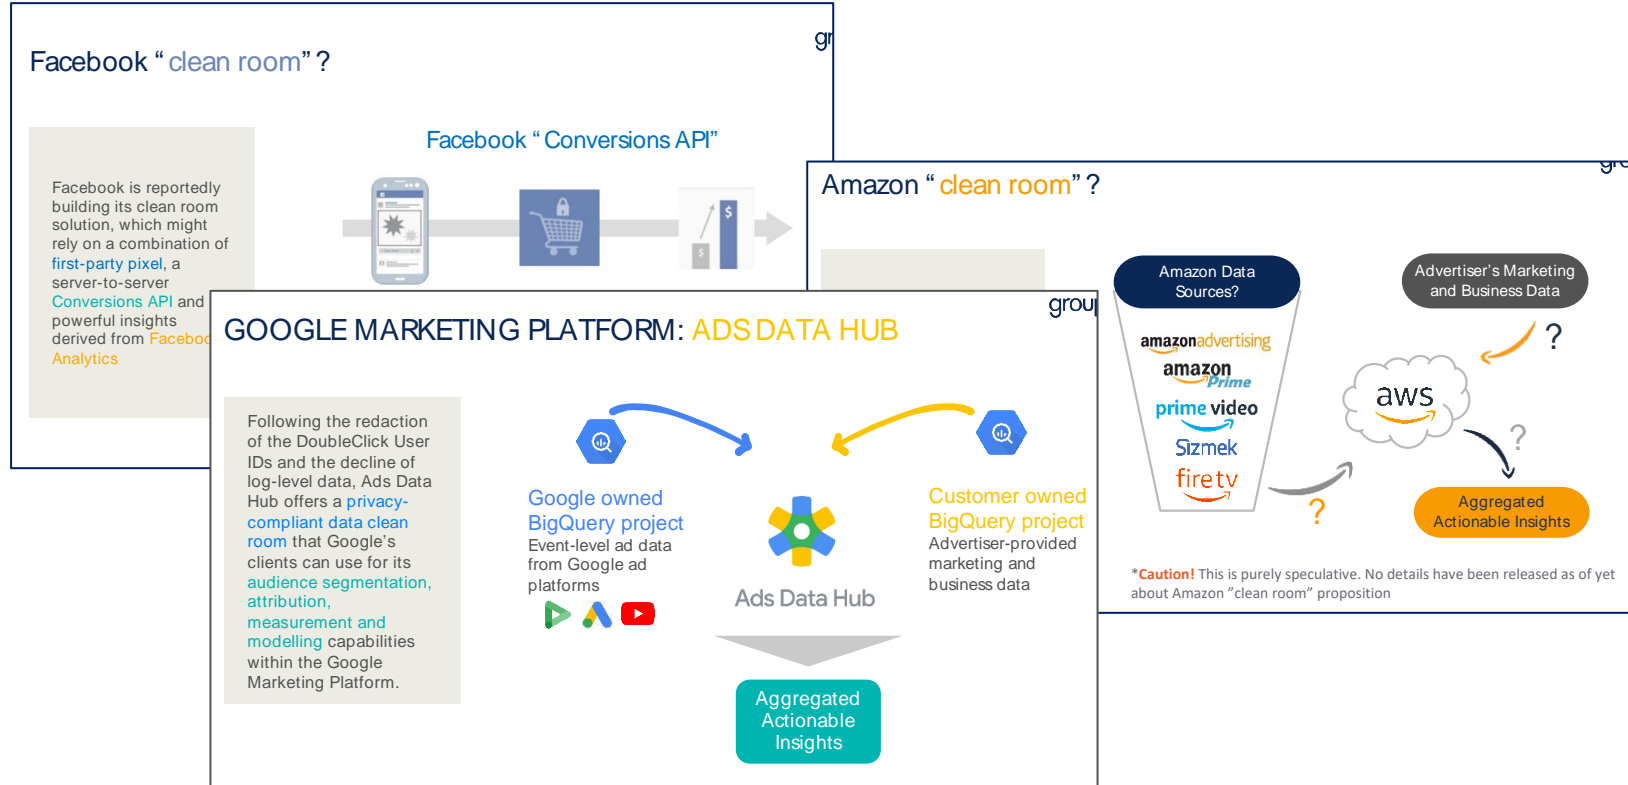 Facebook “clean room”?
Facebook is reportedly
building its clean room
solution, which might
rely on a combination of
first-party pixel, a
server-to-server
Conversions API and
powerful insights
derived from
Analytics
Facebook “Conversions API”
$
$
Amazon “clean room”?
Amazon Data
Sources?
amazonadvertising
amazon
Prime
prime video
Sizmek
firetv
?
Advertiser's Marketing
and Business Data
?
aws
?
Aggregated
Actionable Insights
*Caution! This is purely speculative. No details have been released as of yet
about Amazon ”clean room” proposition
GOOGLE MARKETING PLATFORM: ADS DATA HUB
Following the redaction
of the DoubleClick User
IDs and the decline of
log-level data, Ads Data
Hub offers a privacy-
compliant data clean
room that Google’s
clients can use for its
audience segmentation,
attribution,
measurement and
modelling capabilities
within the Google
Marketing Platform.
Google owned
BigQuery project
Event-level ad data
from Google ad
platforms
Customer owned
BigQuery project
Advertiser-provided
marketing and
business data
Ads Data Hub
Aggregated
Actionable
Insights